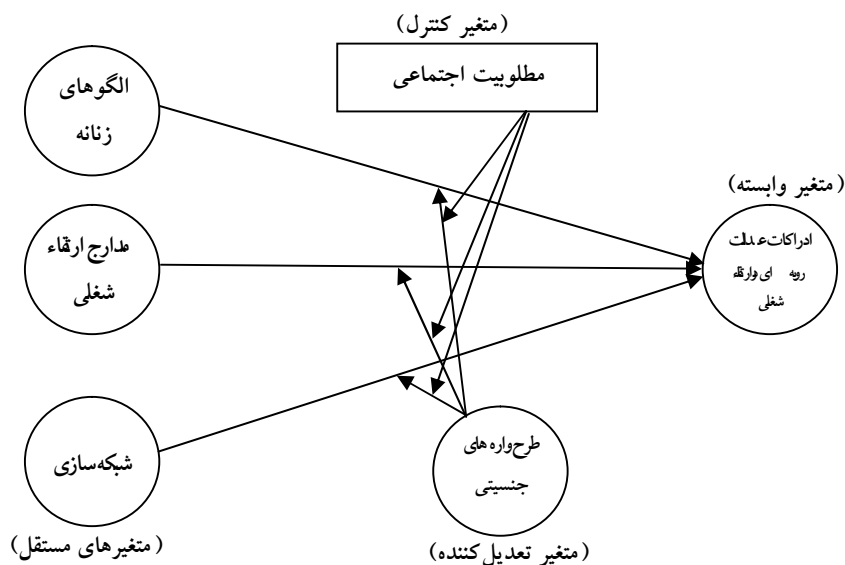 (متغیر کنترل)
مطلوبیت اجتماعی
الگوهای
زنانه
(متغیر وابسته)
ادراکات عدالت
رویه ای وارتقاء
شغلی
مدارج ارتقاء
شغلی
طرح‌واره های
جنسیتی
شبکه‌سازی
(متغیرهای مستقل)
(متغیر تعدیل‌کننده)